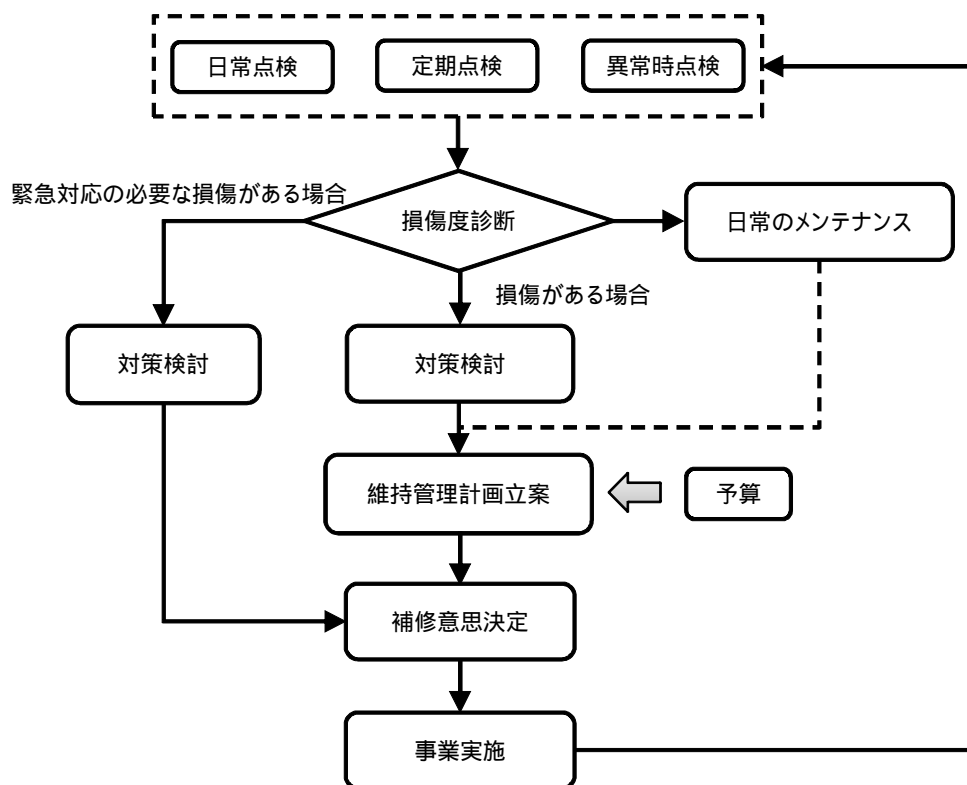 日常点検
定期点検
異常時点検
緊急対応の必要な損傷がある場合
損傷度診断
日常のメンテナンス
損傷がある場合
対策検討
対策検討
維持管理計画立案
予算
補修意思決定
事業実施